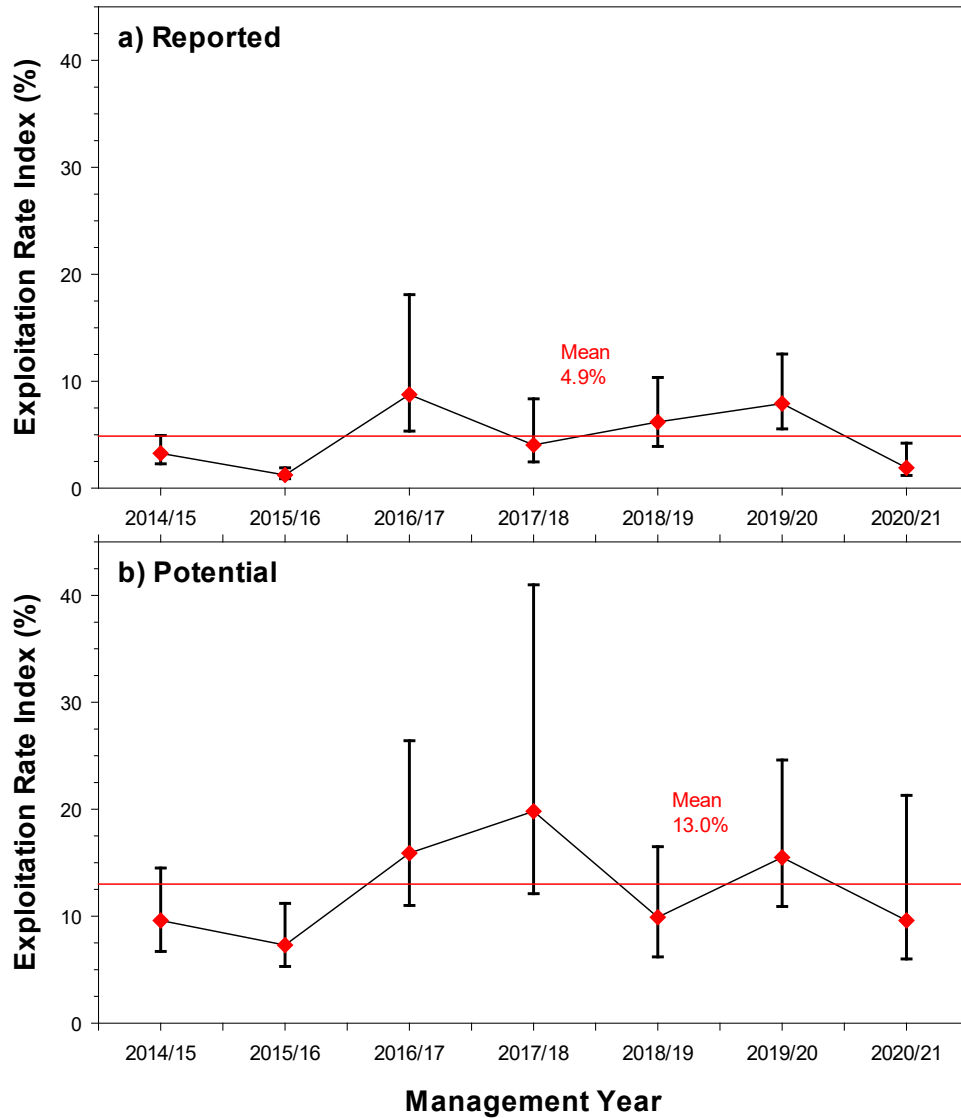 a) Reported
Exploitation Rate Index (%)
40
30
20
10
0
Mean
4.9%
2014/15 2015/16 2016/17 2017/18 2018/19 2019/20 2020/21
b) Potential
Exploitation Rate Index (%)
40
30
20
10
0
Mean
13.0%
2014/15 2015/16 2016/17 2017/18 2018/19 2019/20 2020/21
Management Year